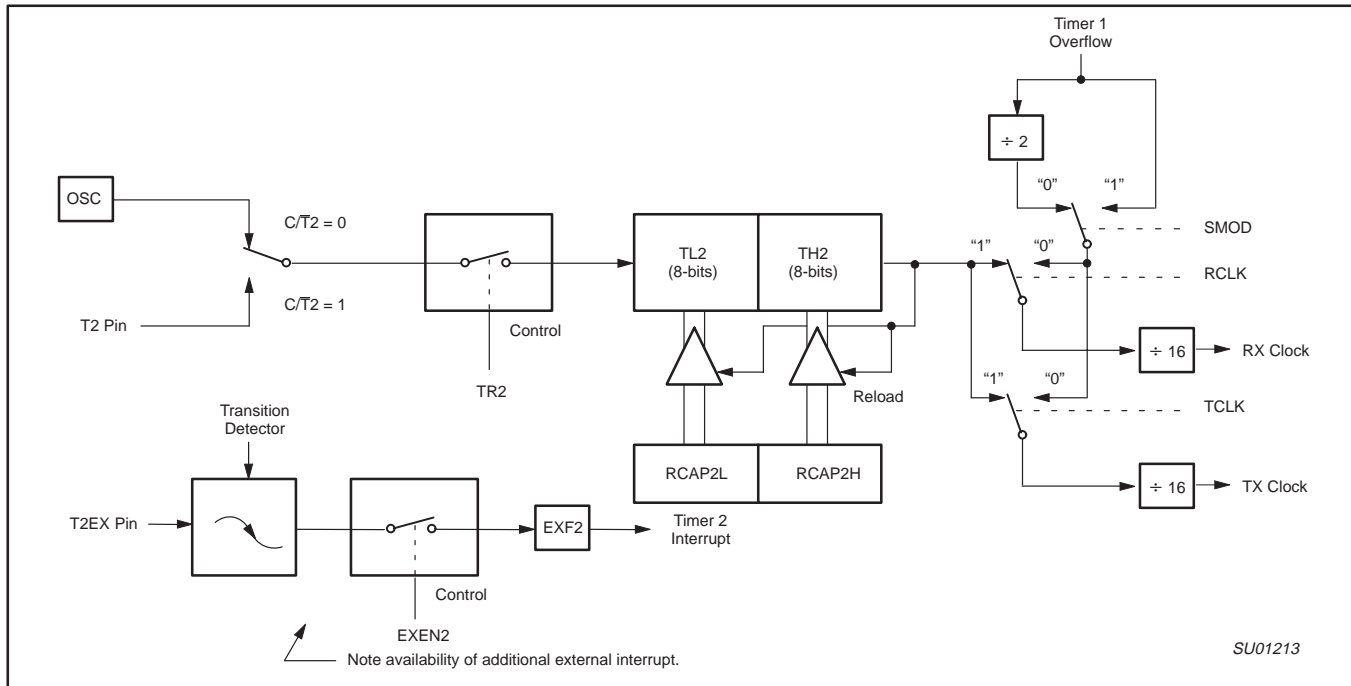 Timer 1
Overflow
÷ 2
“0”
“1”
OSC
C/T̅2 = 0
TL2
(8-bits)
TH2
(8-bits)
SMOD
“1”
“0”
RCLK
C/T̅2 = 1
T2 Pin
Control
÷ 16
RX Clock
TR2
Reload
“1”
“0”
TCLK
Transition
Detector
RCAP2L
RCAP2H
÷ 16
TX Clock
T2EX Pin
EXF2
Timer 2
Interrupt
Control
EXEN2
Note availability of additional external interrupt.
SU01213